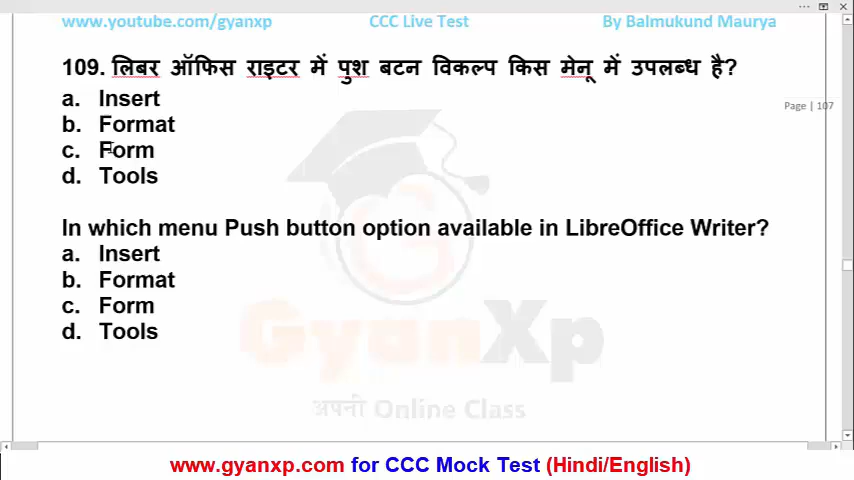 www.youtube.com/gyanxp CCC Live Test By Balmukund Maurya
109. लिबर ऑफिस राइटर में पुश बटन विकल्प किस मेनू में उपलब्ध है?
a. Insert
Page | 107
b. Format
c. Form
d. Tools
In which menu Push button option available in LibreOffice Writer?
a. Insert
b. Format
c. Form
d. Tools
GyanXp
अपनी Online Class
www.gyanxp.com for CCC Mock Test (Hindi/English)